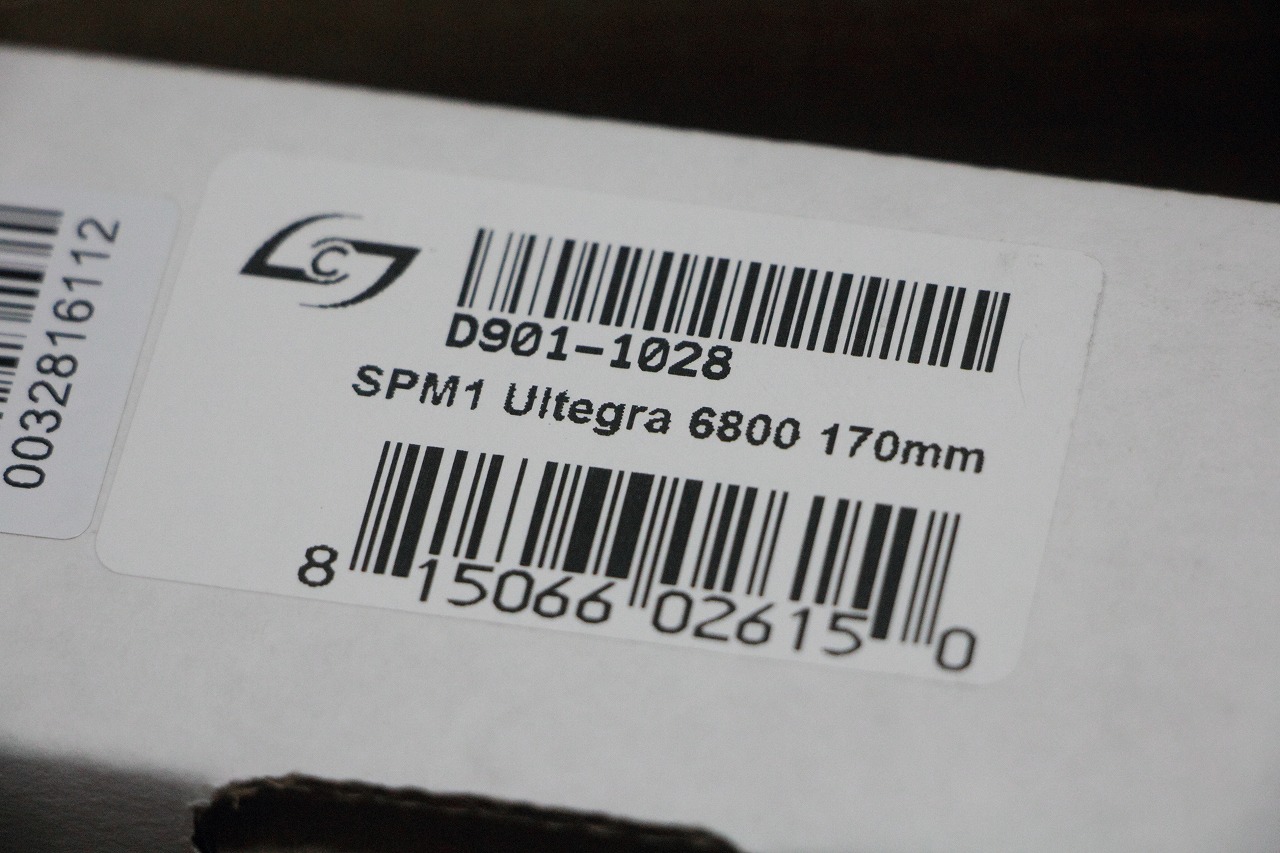 0032816112
C
D901-1028
SPM1 Ultegra 6800 170mm
8 15066 02615 0